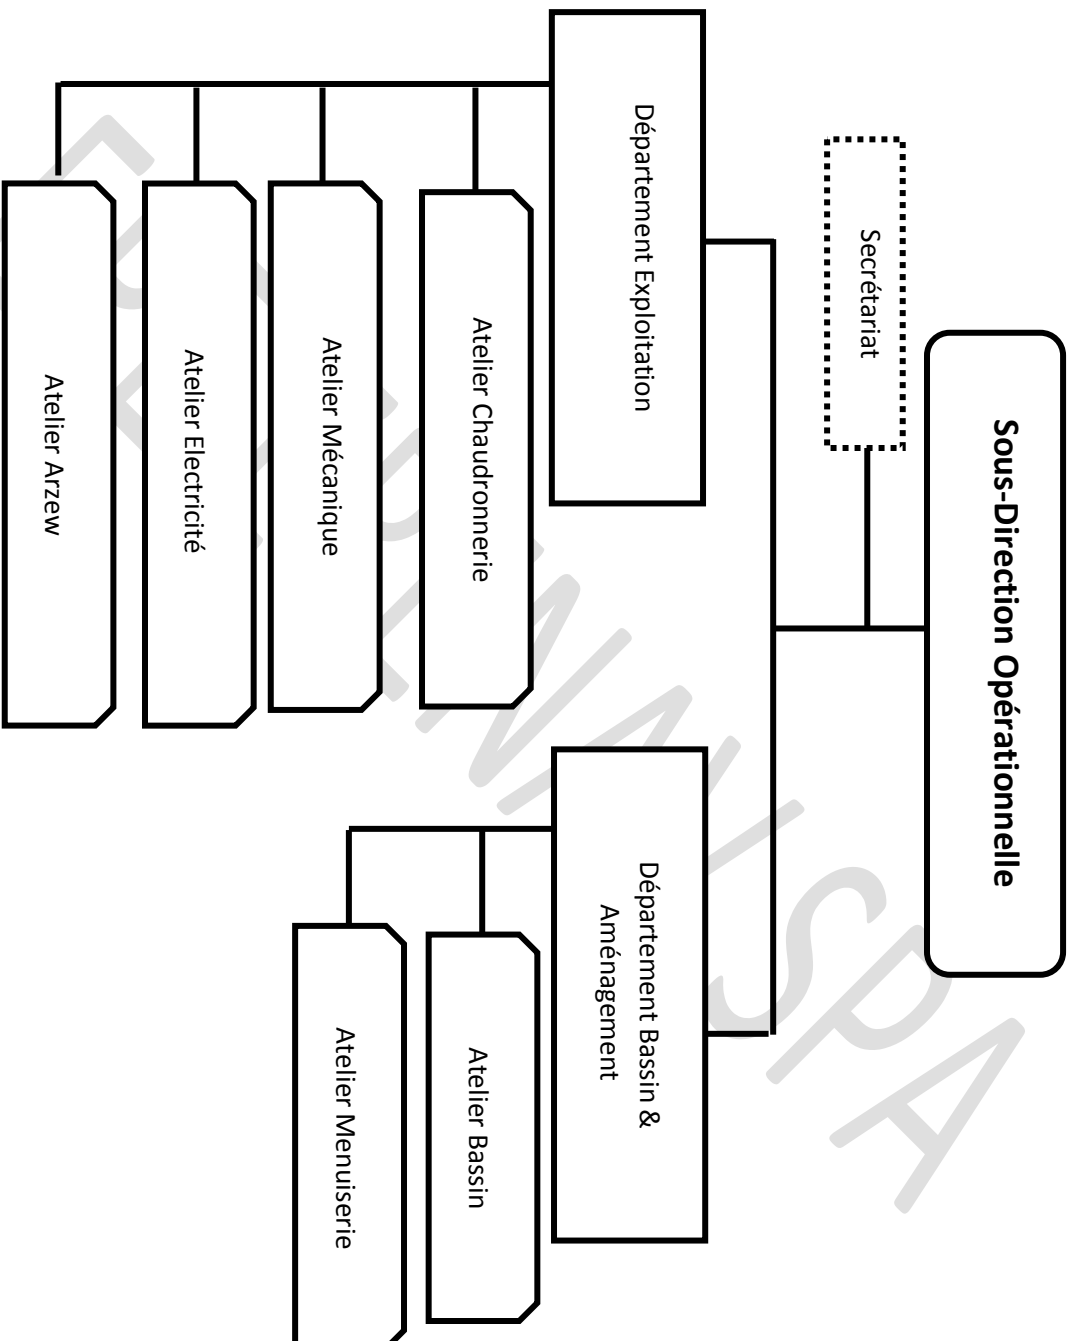 Sous-Direction Opérationnelle
Secrétariat
Département Exploitation
Département Bassin &
Aménagement
Atelier Chaudronnerie
Atelier Mécanique
Atelier Electricité
Atelier Arzew
Atelier Bassin
Atelier Menuiserie
SPA